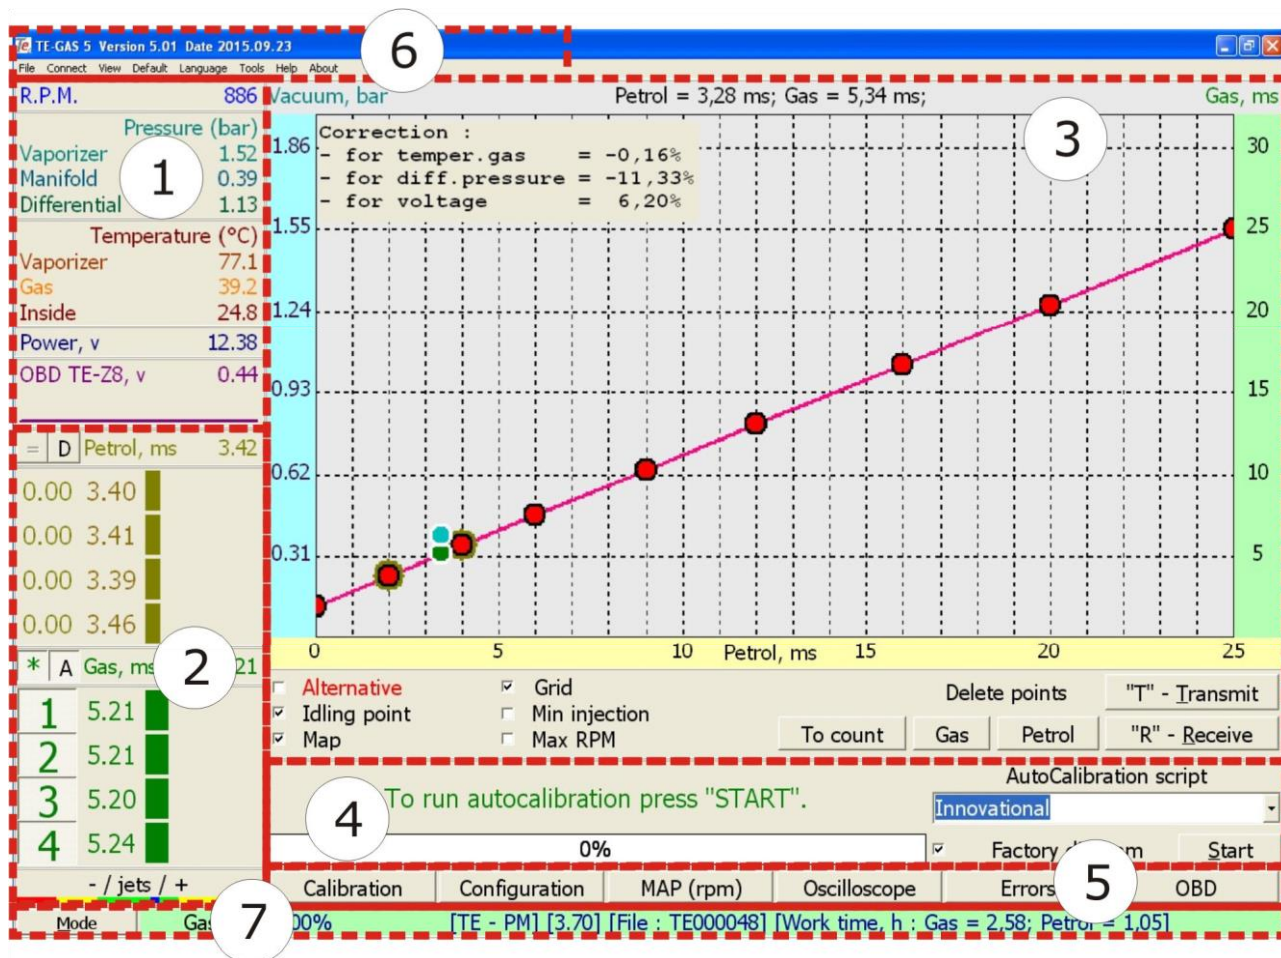 TE-GAS 5 Version 5.01 Date 2015.09.23
6
File Connect View Default Language Tools Help About
R.P.M. 886
Pressure (bar)
Vaporizer 1.52
Manifold 0.39
Differential 1.13
1
Temperature (°C)
Vaporizer 77.1
Gas 39.2
Inside 24.8
Power, v 12.38
OBD TE-Z8, v 0.44
= D Petrol, ms 3.42
0.00 3.40
0.00 3.41
0.00 3.39
0.00 3.46
* A Gas, ms 21
2
1 5.21
2 5.21
3 5.20
4 5.24
- / jets / +
Vacuum, bar Petrol = 3,28 ms; Gas = 5,34 ms; Gas, ms
3
Correction :
- for temper.gas = -0,16%
- for diff.pressure = -11,33%
- for voltage = 6,20%
1.86 30
1.55 25
1.24 20
0.93 15
0.62 10
0.31 5
0 5 10 Petrol, ms 15 20 25
Alternative Grid Delete points "T" - Transmit
Idling point Min injection
Map Max RPM To count Gas Petrol "R" - Receive
AutoCalibration script
To run autocalibration press "START".
4
Innovational
0% Factory Start
Calibration Configuration MAP (rpm) Oscilloscope Errors OBD
5
Mode Gas 00% [TE - PM] [3.70] [File : TE000048] [Work time, h : Gas = 2,58; Petrol = 1,05]
7